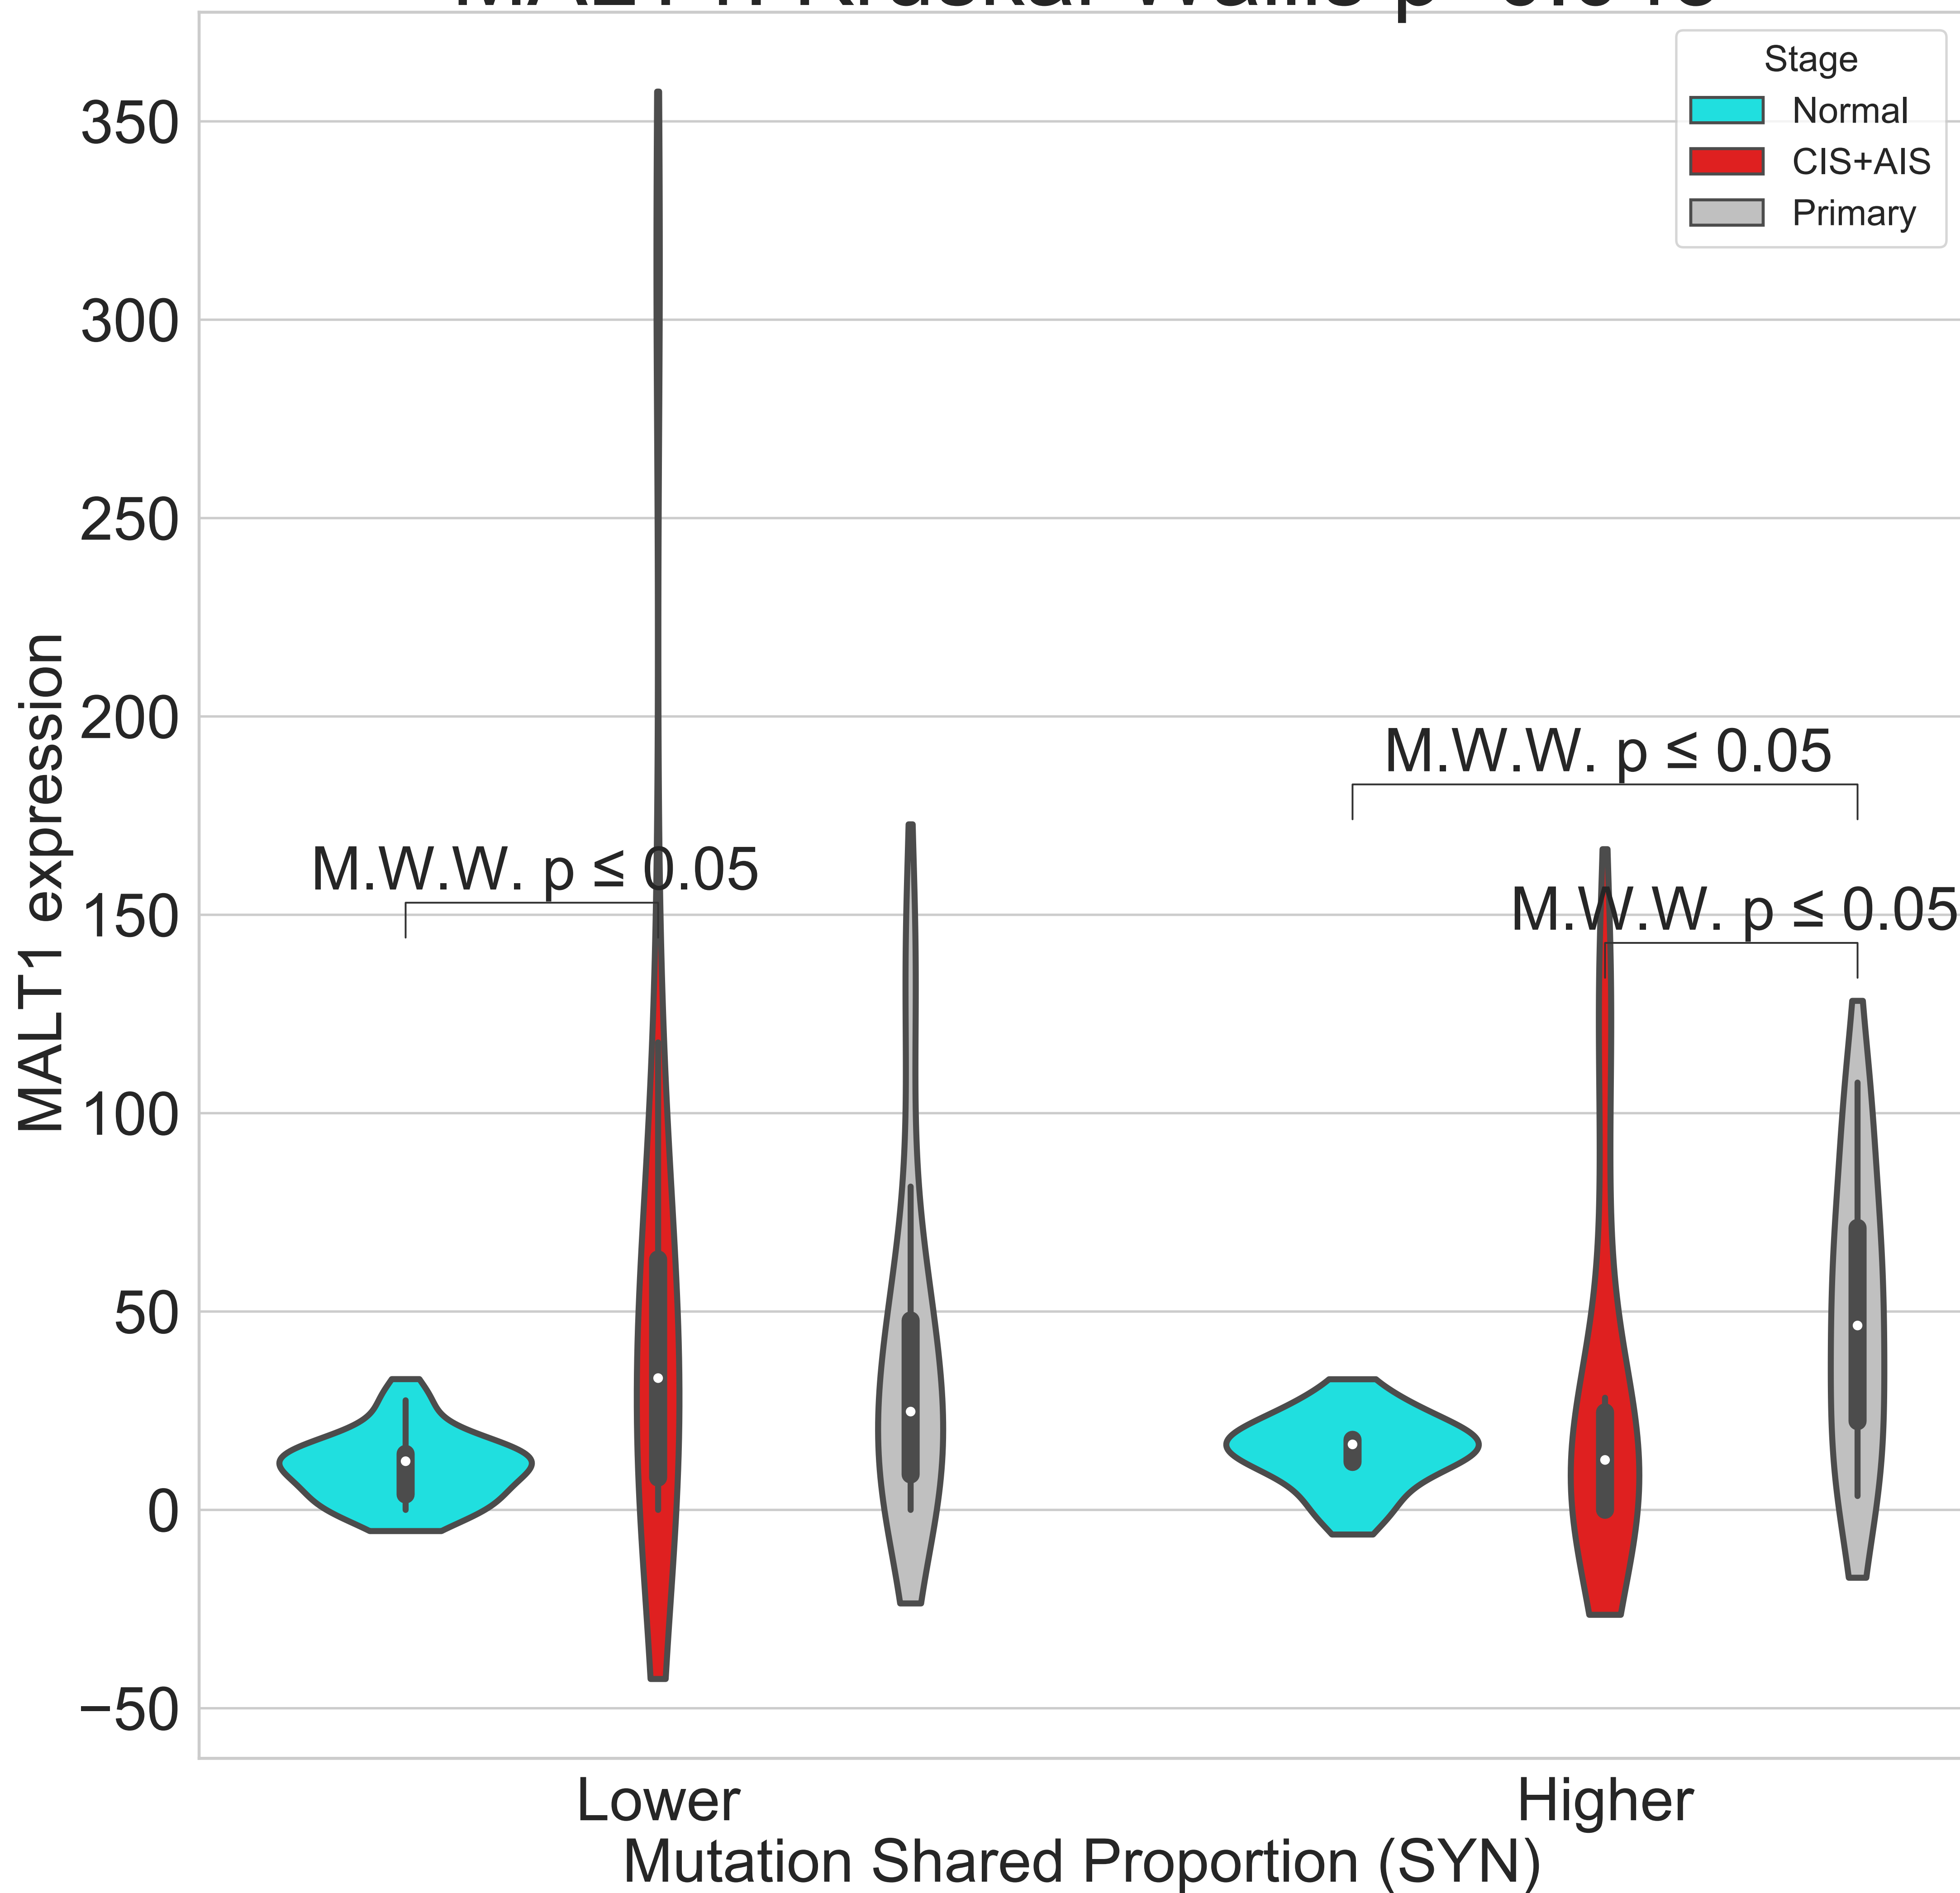 Stage
Normal
CIS+AIS
Primary
350
300
250
200
150
100
50
0
−50
MALT1 expression
M.W.W. p ≤ 0.05
M.W.W. p ≤ 0.05
M.W.W. p ≤ 0.05
Lower
Higher
Mutation Shared Proportion (SYN)